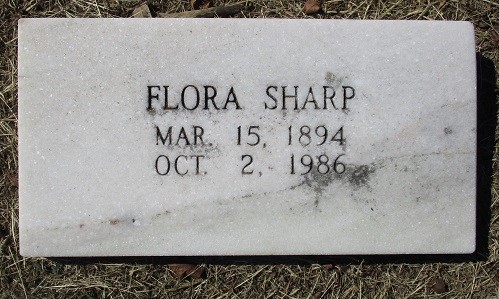 FLORA SHARP
MAR. 15, 1894
OCT. 2, 1986